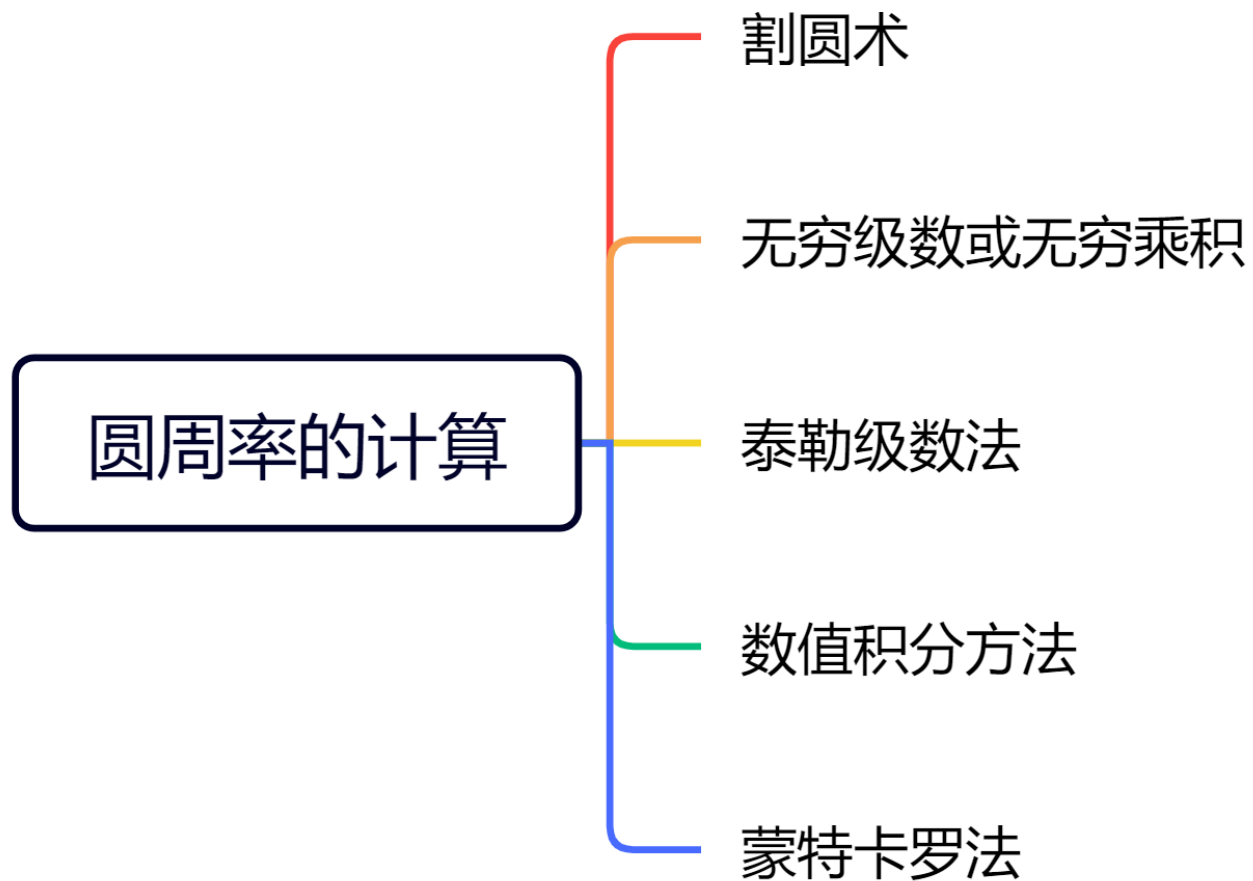 割圆术
无穷级数或无穷乘积
圆周率的计算
泰勒级数法
数值积分方法
蒙特卡罗法